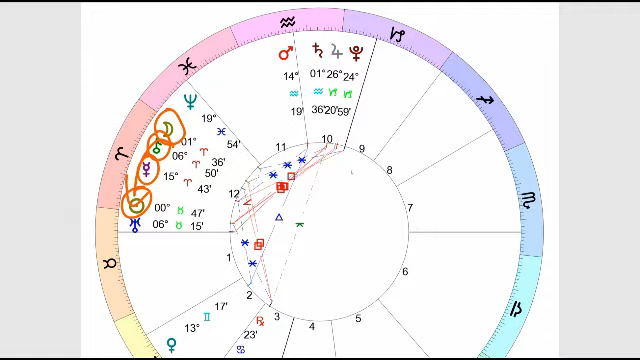 ♒ ♑
♂ ♄ ♃ ♇
14° 01° 26° 24°
♒ ♒ ♑ ♑
19' 36' 20' 59'
♓ ♐
♆
19°
♓
54'
☽ 01° ♈ 36'
⚷ 06° ♈ 50'
☿ 15° ♈ 43'
☉ 00° ♉ 47'
♅ 06° ♉ 15'
♈ ♏
♉ ♎
11 10 9
12 8
1 7
2 6
3 4 5
♀ 13° ♊ 17'
℞
23'
♋